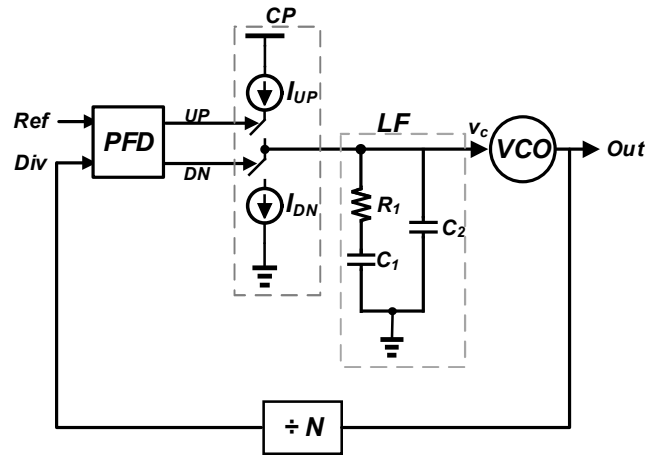 CP
I_UP
Ref
PFD
UP
Div
DN
LF
v_c
VCO
Out
I_DN
R_1
C_1
C_2
÷ N